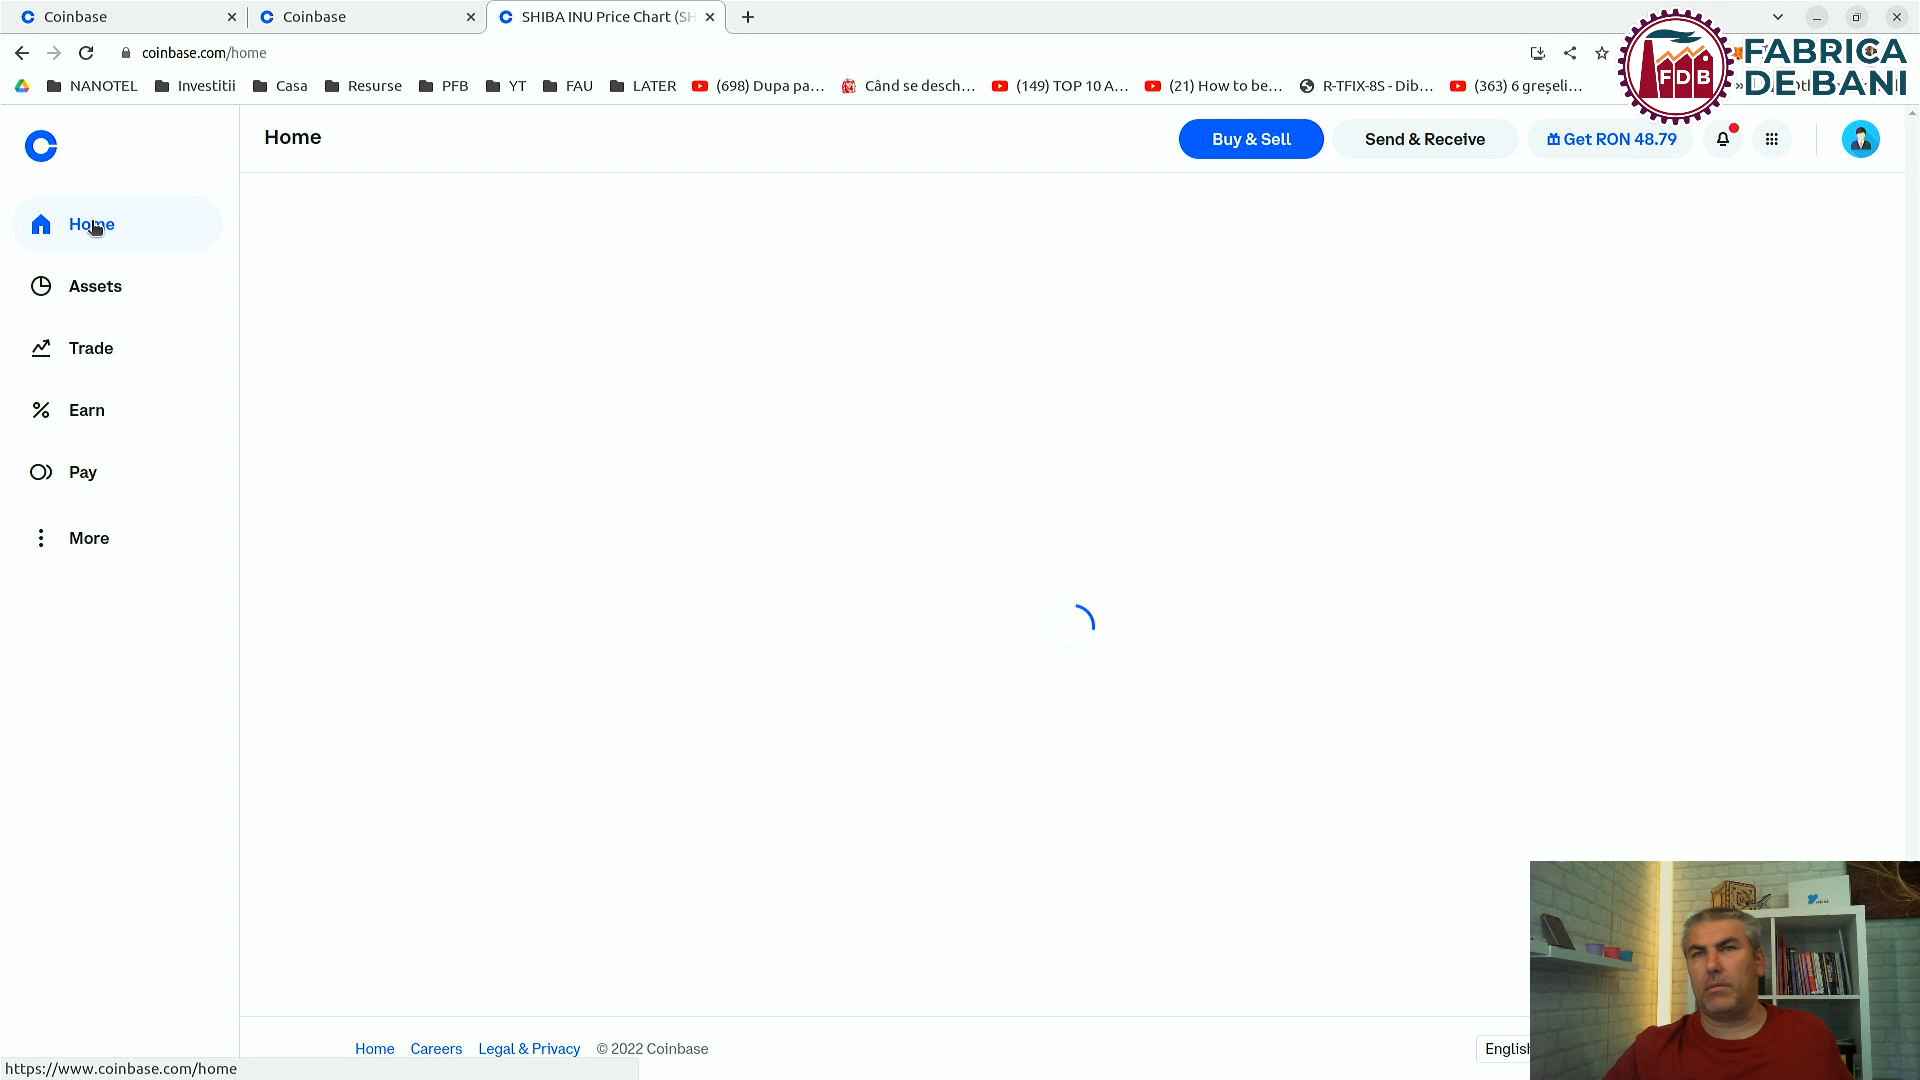 Coinbase
Coinbase
SHIBA INU Price Chart (SH
coinbase.com/home
NANOTEL
Investitii
Casa
Resurse
PFB
YT
FAU
LATER
(698) Dupa pa...
Când se desch...
(149) TOP 10 A...
(21) How to be...
R-TFIX-8S - Dib...
(363) 6 greșeli...
FDB
FABRICA
DE BANI
Home
Buy & Sell
Send & Receive
Get RON 48.79
Home
Assets
Trade
Earn
Pay
More
Home
Careers
Legal & Privacy
© 2022 Coinbase
English
https://www.coinbase.com/home